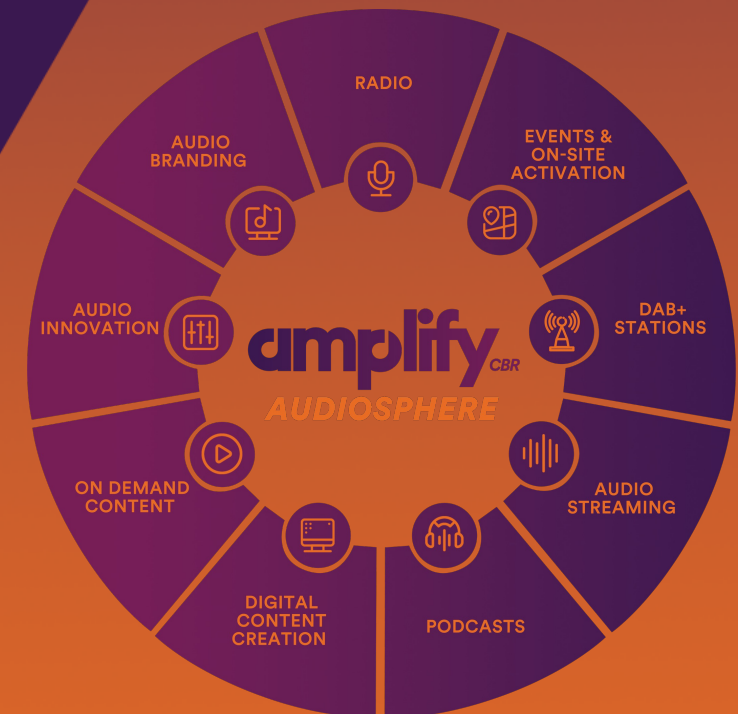 RADIO
EVENTS &
ON-SITE
ACTIVATION
DAB+
STATIONS
AUDIO
STREAMING
PODCASTS
DIGITAL
CONTENT
CREATION
ON DEMAND
CONTENT
AUDIO
INNOVATION
AUDIO
BRANDING
amplify CBR
AUDIOSPHERE